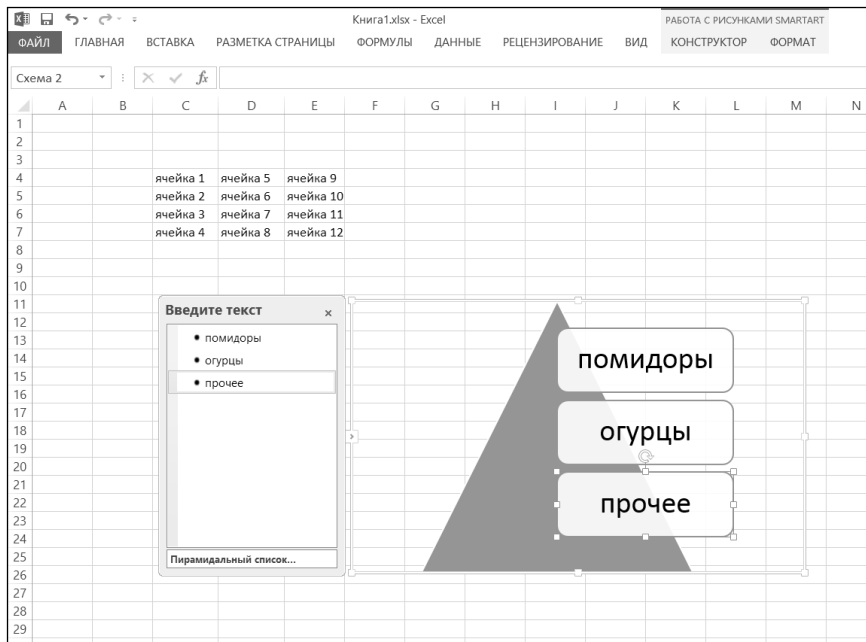 Книга1.xlsx - Excel
РАБОТА С РИСУНКАМИ SMARTART
ФАЙЛ ГЛАВНАЯ ВСТАВКА РАЗМЕТКА СТРАНИЦЫ ФОРМУЛЫ ДАННЫЕ РЕЦЕНЗИРОВАНИЕ ВИД КОНСТРУКТОР ФОРМАТ
Схема 2 fx
A B C D E F G H I J K L M N
1
2
3
4 ячейка 1 ячейка 5 ячейка 9
5 ячейка 2 ячейка 6 ячейка 10
6 ячейка 3 ячейка 7 ячейка 11
7 ячейка 4 ячейка 8 ячейка 12
8
9
10
11
12
13
14
15
16
17
18
19
20
21
22
23
24
25
26
27
28
29
Введите текст
помидоры
огурцы
прочее
Пирамидальный список...
помидоры
огурцы
прочее